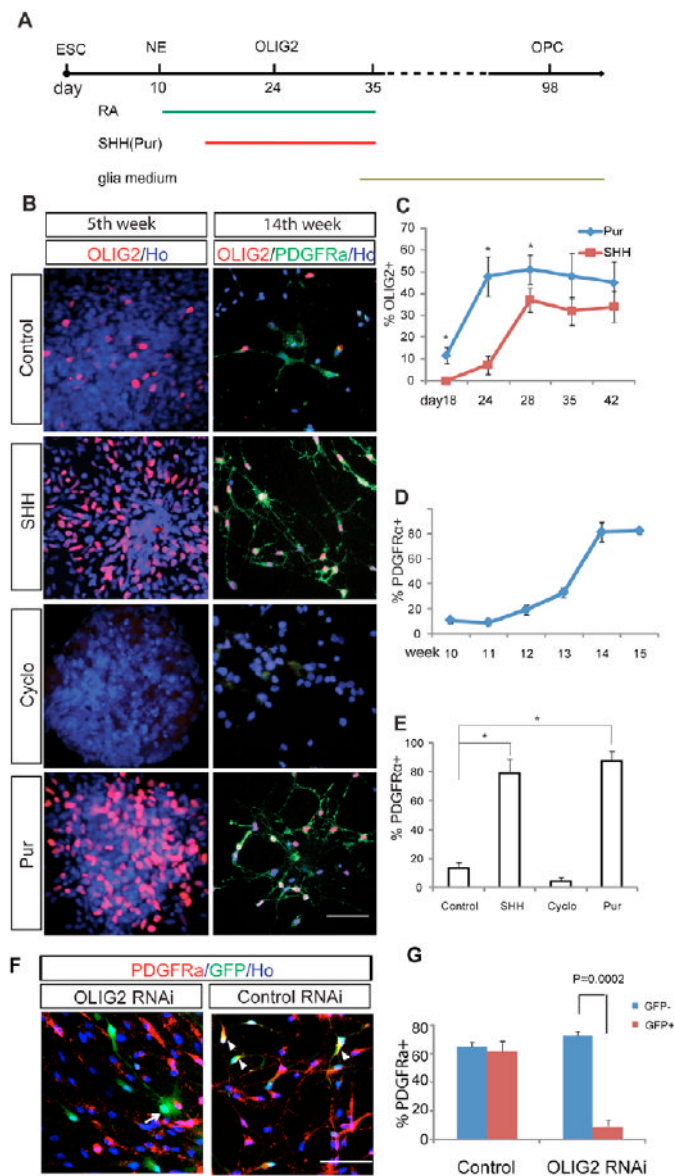 A
ESC NE OLIG2 OPC
day 10 24 35 98
RA
SHH(Pur)
glia medium
B
5th week 14th week
OLIG2/Ho OLIG2/PDGFRa/Ho
Control
SHH
Cyclo
Pur
C
Pur
SHH
% OLIG2+
70
60
50
40
30
20
10
0
* * *
day18 24 28 35 42
D
% PDGFRα+
80
60
40
20
0
week 10 11 12 13 14 15
E
*
*
% PDGFRα+
100
80
60
40
20
0
Control SHH Cyclo Pur
F
PDGFRa/GFP/Ho
OLIG2 RNAi Control RNAi
G
P=0.0002
GFP-
GFP+
% PDGFRa+
80
60
40
20
0
Control OLIG2 RNAi